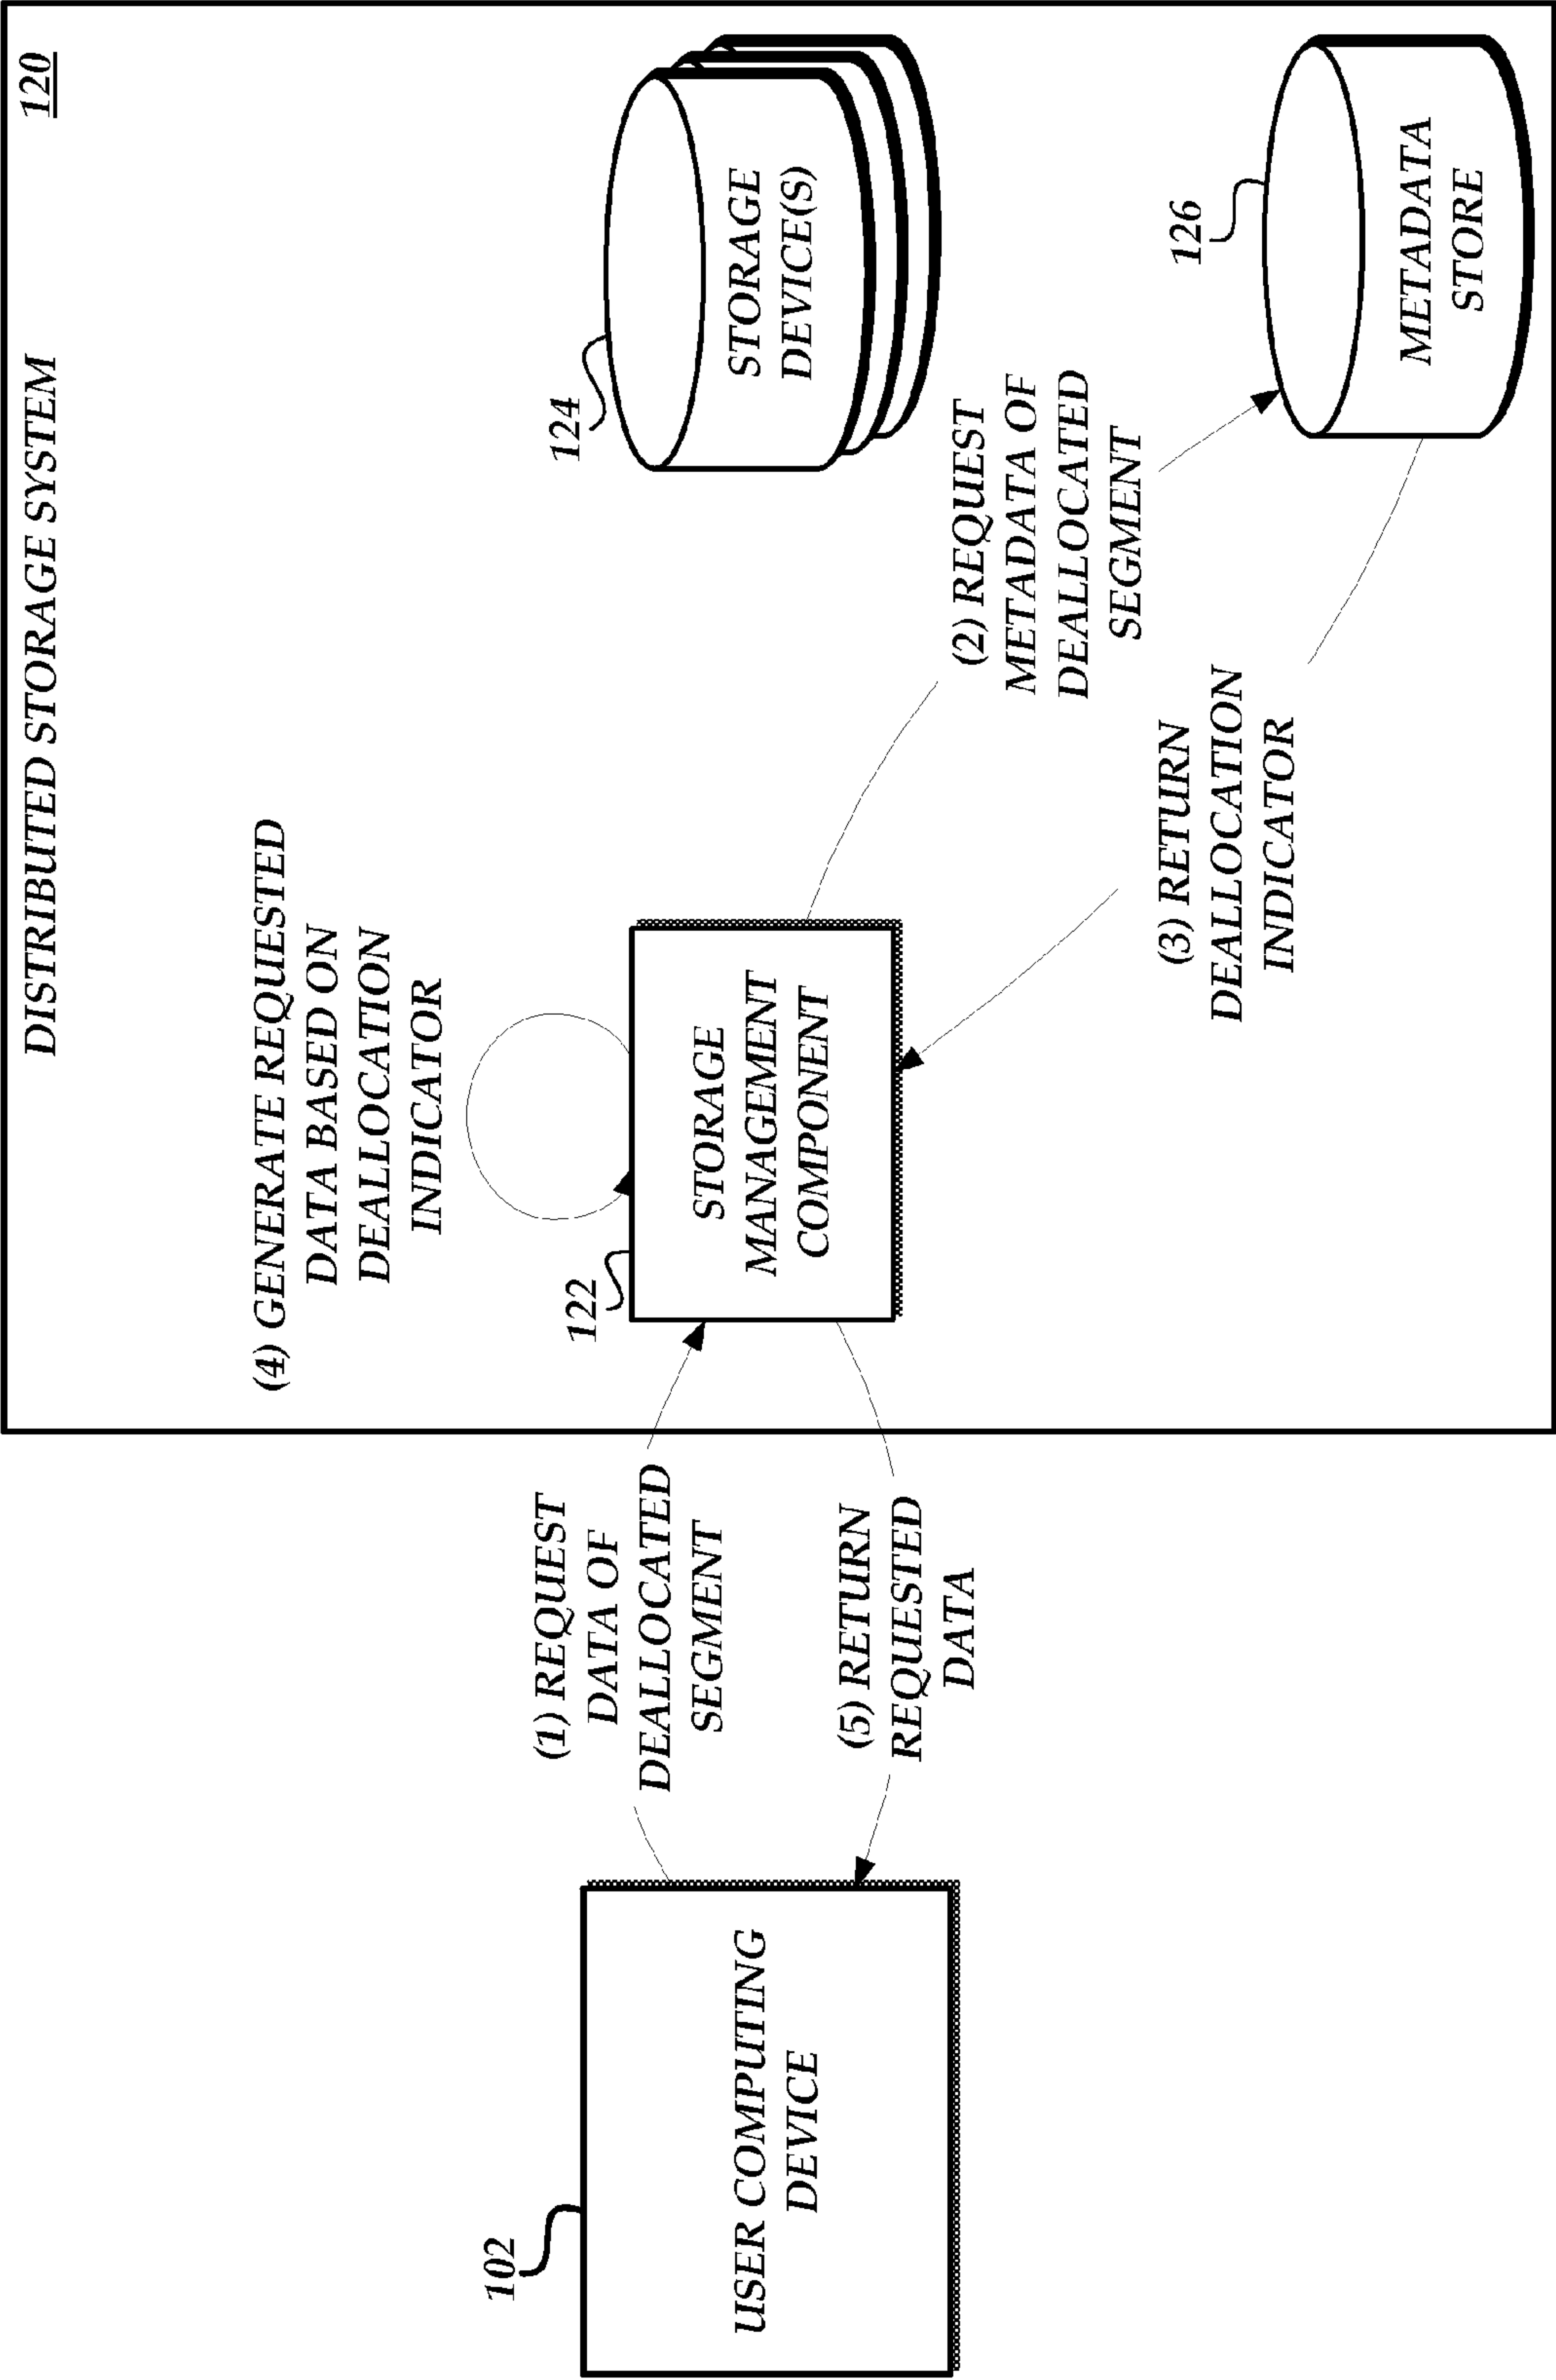 DISTRIBUTED STORAGE SYSTEM
120
(4) GENERATE REQUESTED
DATA BASED ON
DEALLOCATION
INDICATOR
102
USER COMPUTING
DEVICE
(1) REQUEST
DATA OF
DEALLOCATED
SEGMENT
(5) RETURN
REQUESTED
DATA
122
STORAGE
MANAGEMENT
COMPONENT
124
STORAGE
DEVICE(S)
(2) REQUEST
METADATA OF
DEALLOCATED
SEGMENT
(3) RETURN
DEALLOCATION
INDICATOR
126
METADATA
STORE